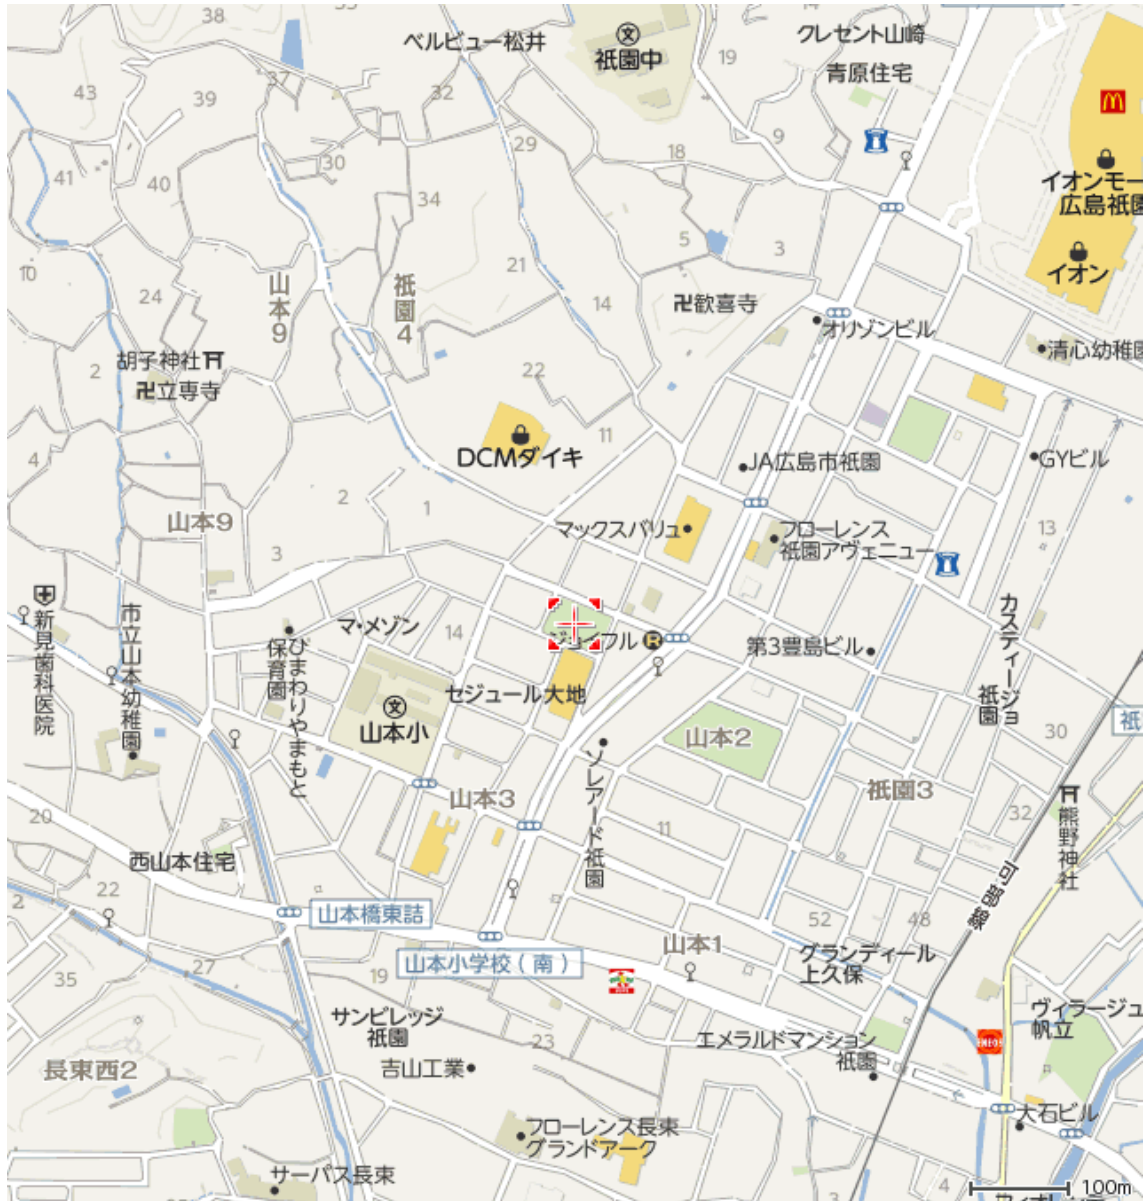 38
ベルビュー松井
文
祇園中
19
14
クレセント山崎
青原住宅
43
39
37
32
29
9
18
イオンモー
広島祇園
イオン
41
40
30
34
5
3
10
24
山本9
祇園4
21
14
卍歓喜寺
オリゾンビル
清心幼稚園
胡子神社
卍立専寺
2
22
DCMダイキ
11
4
JA広島市祇園
GYビル
2
1
山本9
マックスバリュ
フローレンス
祇園アヴェニュー
13
3
新見歯科医院
市立山本幼稚園
ひまわりやまもと
保育園
マ・メゾン
14
ジョイフル
R
第3豊島ビル
カスティージョ
祇園
セジュール大地
文
山本小
山本2
30
祇
ソレアード祇園
山本3
祇園3
32
熊野神社
20
11
西山本住宅
可部線
22
2
山本橋東詰
52
48
山本小学校(南)
山本1
グランディール
上久保
27
35
19
サンビレッジ
祇園
23
エメラルドマンション
祇園
ENEOS
ヴィラージュ
帆立
長束西2
吉山工業
大石ビル
フローレンス長束
グランドアーク
サーパス長束
4
100m